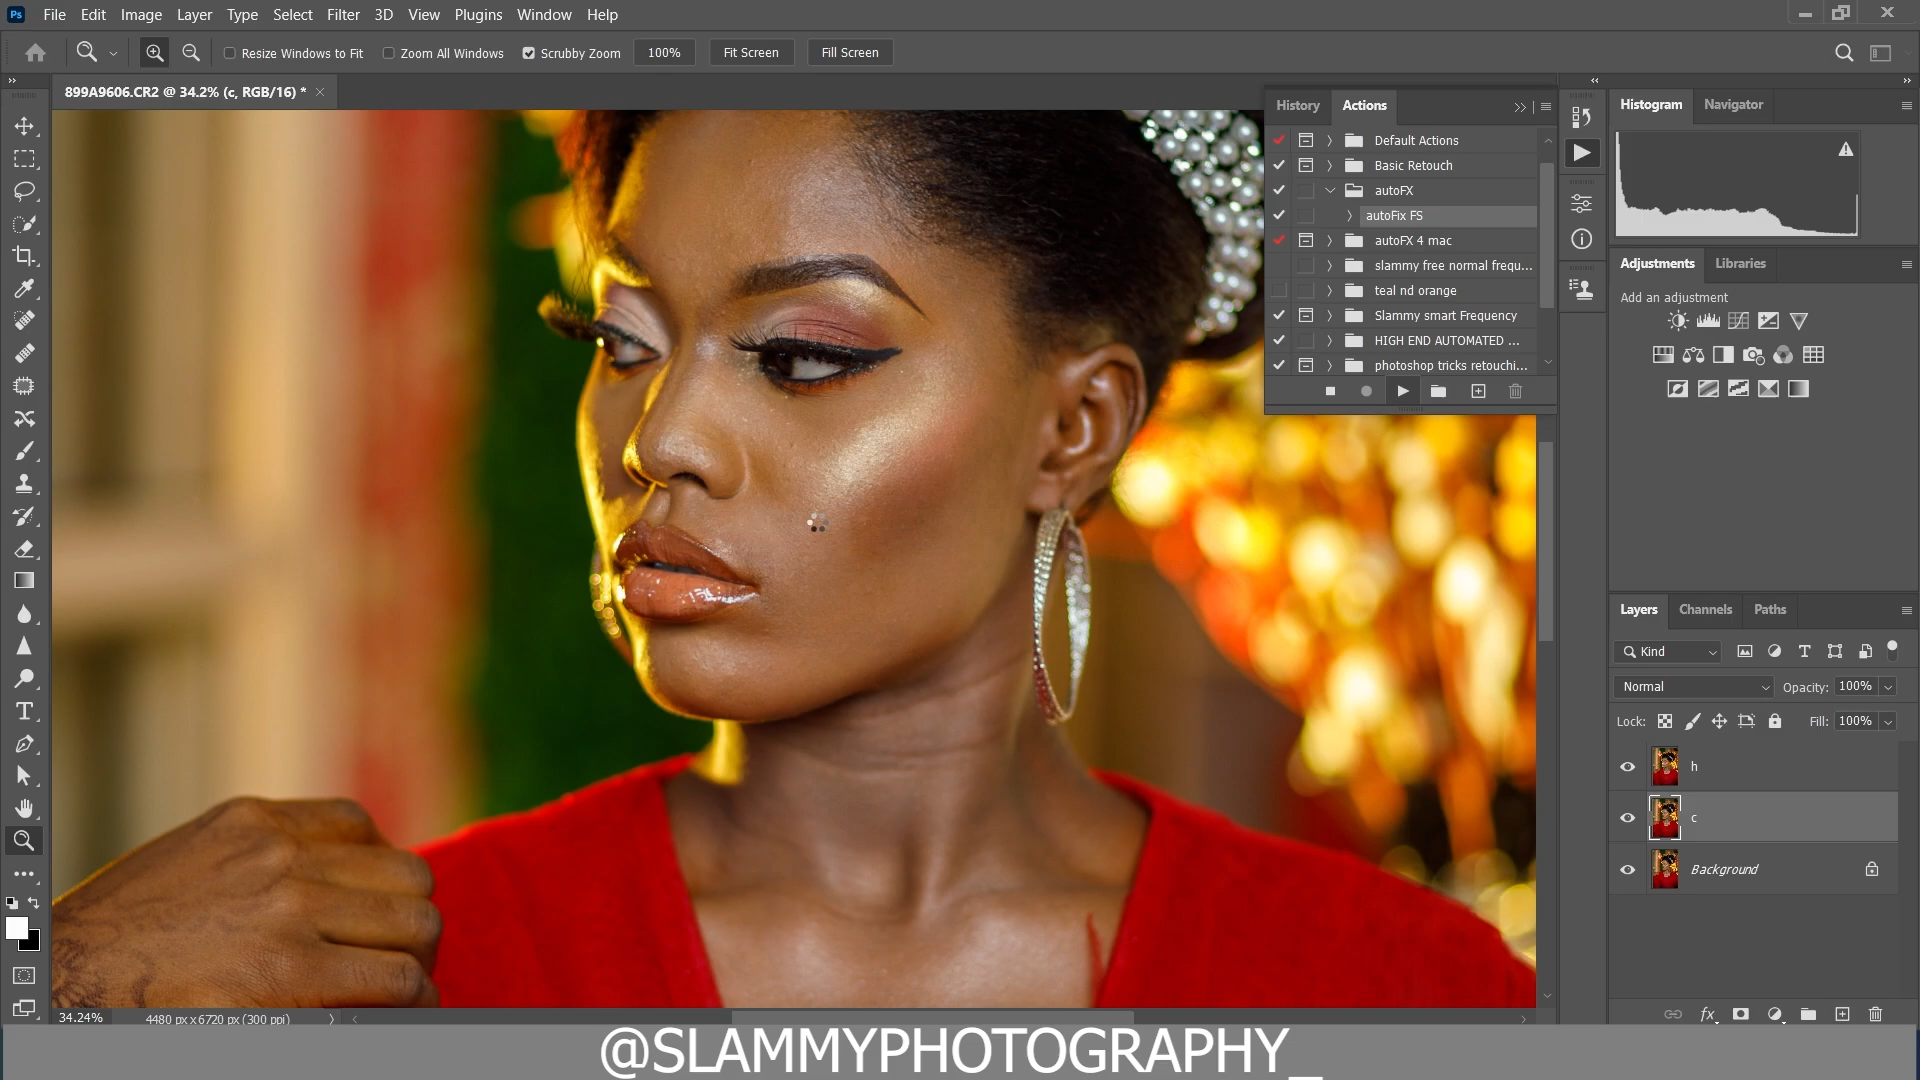 Ps File Edit Image Layer Type Select Filter 3D View Plugins Window Help
Resize Windows to Fit Zoom All Windows Scrubby Zoom 100% Fit Screen Fill Screen
899A9606.CR2 @ 34.2% (c, RGB/16) *
History Actions
Default Actions
Basic Retouch
autoFX
autoFix FS
autoFX 4 mac
slammy free normal frequ...
teal nd orange
Slammy smart Frequency
HIGH END AUTOMATED ...
photoshop tricks retouchi...
Histogram Navigator
Adjustments Libraries
Add an adjustment
Layers Channels Paths
Kind
Normal Opacity: 100%
Lock: Fill: 100%
h
c
Background
fx
34.24% 4480 px x 6720 px (300 ppi)
@SLAMMYPHOTOGRAPHY_